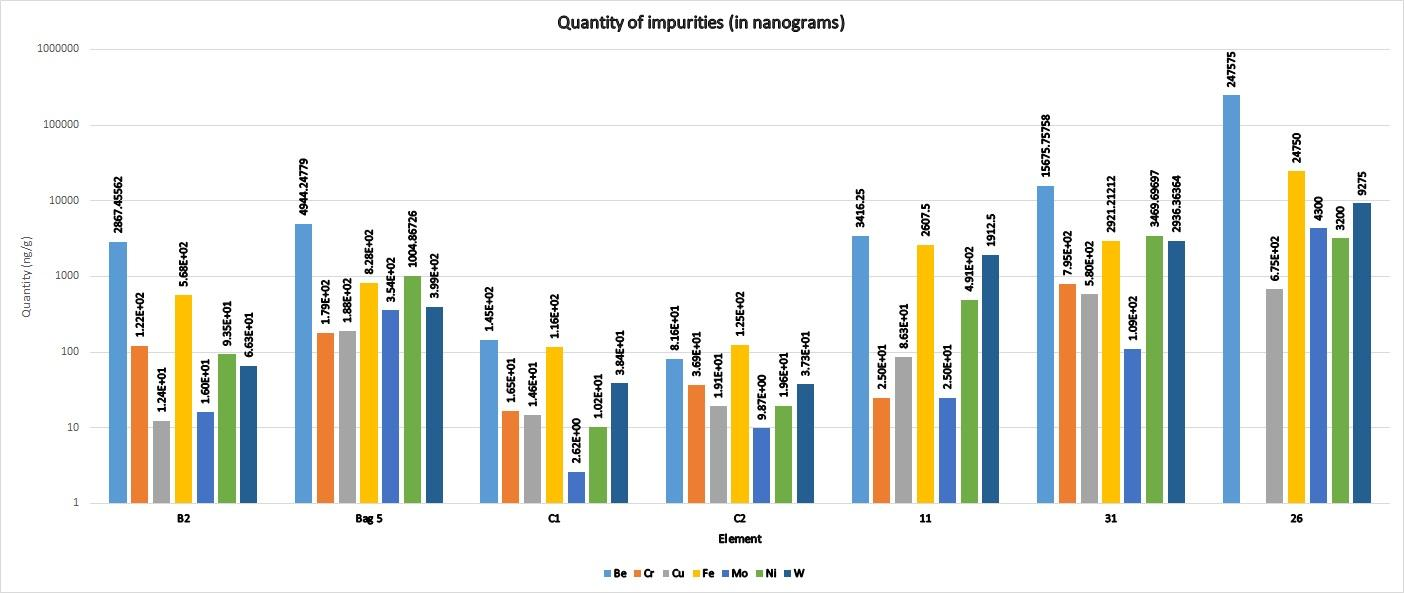 Quantity of impurities (in nanograms)
Quantity (ng/g)
1000000
100000
10000
1000
100
10
1
2867.45562
1.22E+02
1.24E+01
5.68E+02
1.60E+01
9.35E+01
6.63E+01
4944.24779
1.79E+02
1.88E+02
8.28E+02
3.54E+02
1004.86726
3.99E+02
1.45E+02
1.65E+01
1.46E+01
1.16E+02
2.62E+00
1.02E+01
3.84E+01
8.16E+01
3.69E+01
1.91E+01
1.25E+02
9.87E+00
1.96E+01
3.73E+01
3416.25
2.50E+01
8.63E+01
2607.5
2.50E+01
4.91E+02
1912.5
15675.75758
7.95E+02
5.80E+02
2921.21212
1.09E+02
3469.69697
2936.36364
247575
6.75E+02
24750
4300
3200
9275
B2 Bag 5 C1 C2 11 31 26
Element
Be Cr Cu Fe Mo Ni W